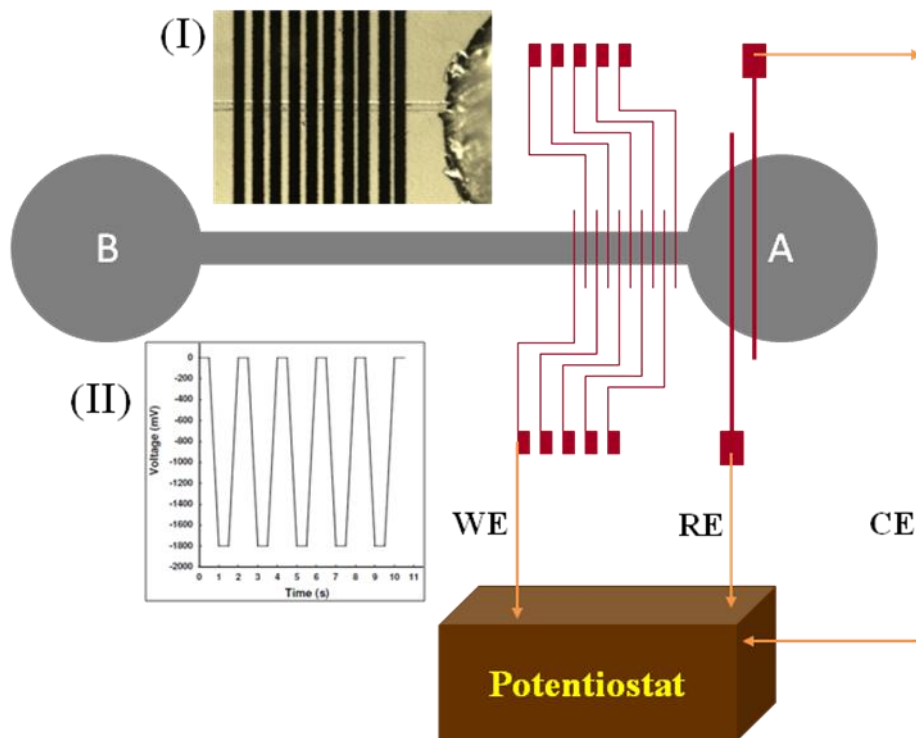 (I)
B
A
(II)
Voltage (mV)
0
-200
-400
-600
-800
-1000
-1200
-1400
-1600
-1800
-2000
0 1 2 3 4 5 6 7 8 9 10 11
Time (s)
WE
RE
CE
Potentiostat